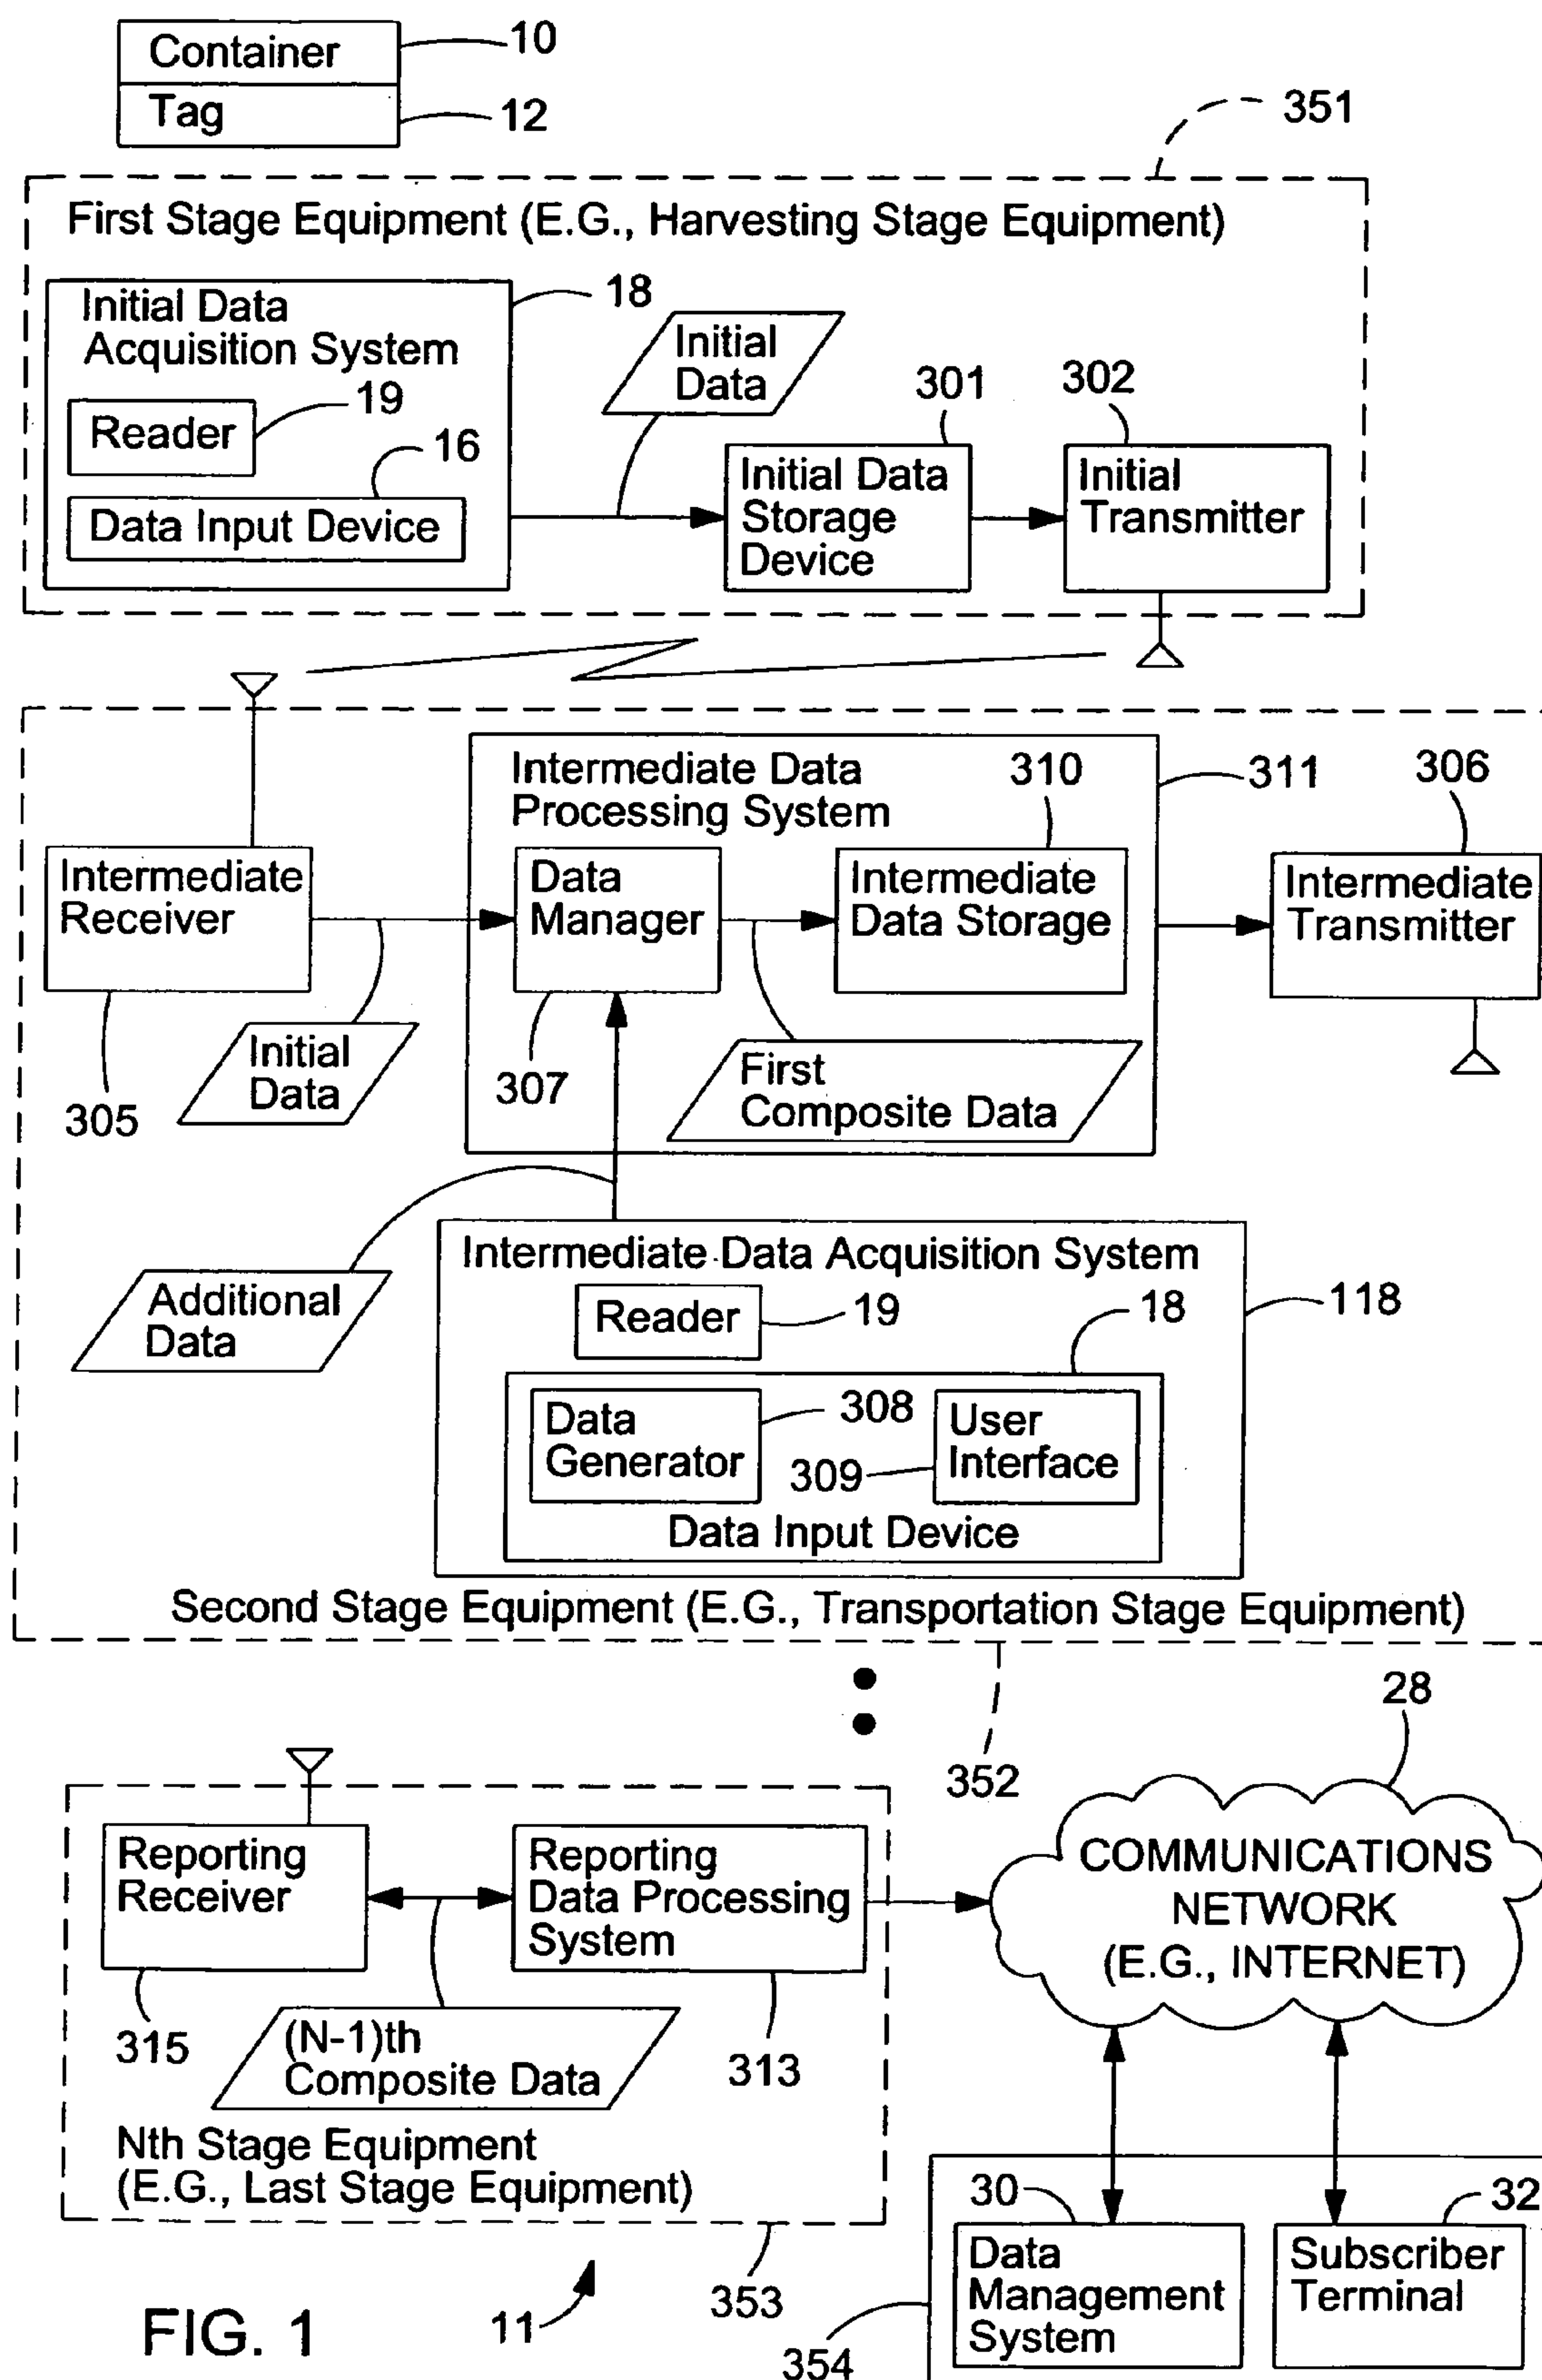 Container
10
Tag
12
351
First Stage Equipment (E.G., Harvesting Stage Equipment)
Initial Data
Acquisition System
18
Reader
19
16
Data Input Device
Initial
Data
301
302
Initial Data
Storage
Device
Initial
Transmitter
Intermediate Data
Processing System
310
311
306
Intermediate
Receiver
Data
Manager
Intermediate
Data Storage
Intermediate
Transmitter
305
Initial
Data
307
First
Composite Data
Additional
Data
Intermediate Data Acquisition System
Reader
19
18
118
Data
Generator
308
309
User
Interface
Data Input Device
Second Stage Equipment (E.G., Transportation Stage Equipment)
352
28
Reporting
Receiver
Reporting
Data Processing
System
COMMUNICATIONS
NETWORK
(E.G., INTERNET)
315
(N-1)th
Composite Data
313
Nth Stage Equipment
(E.G., Last Stage Equipment)
353
30
32
Data
Management
System
Subscriber
Terminal
354
FIG. 1
11